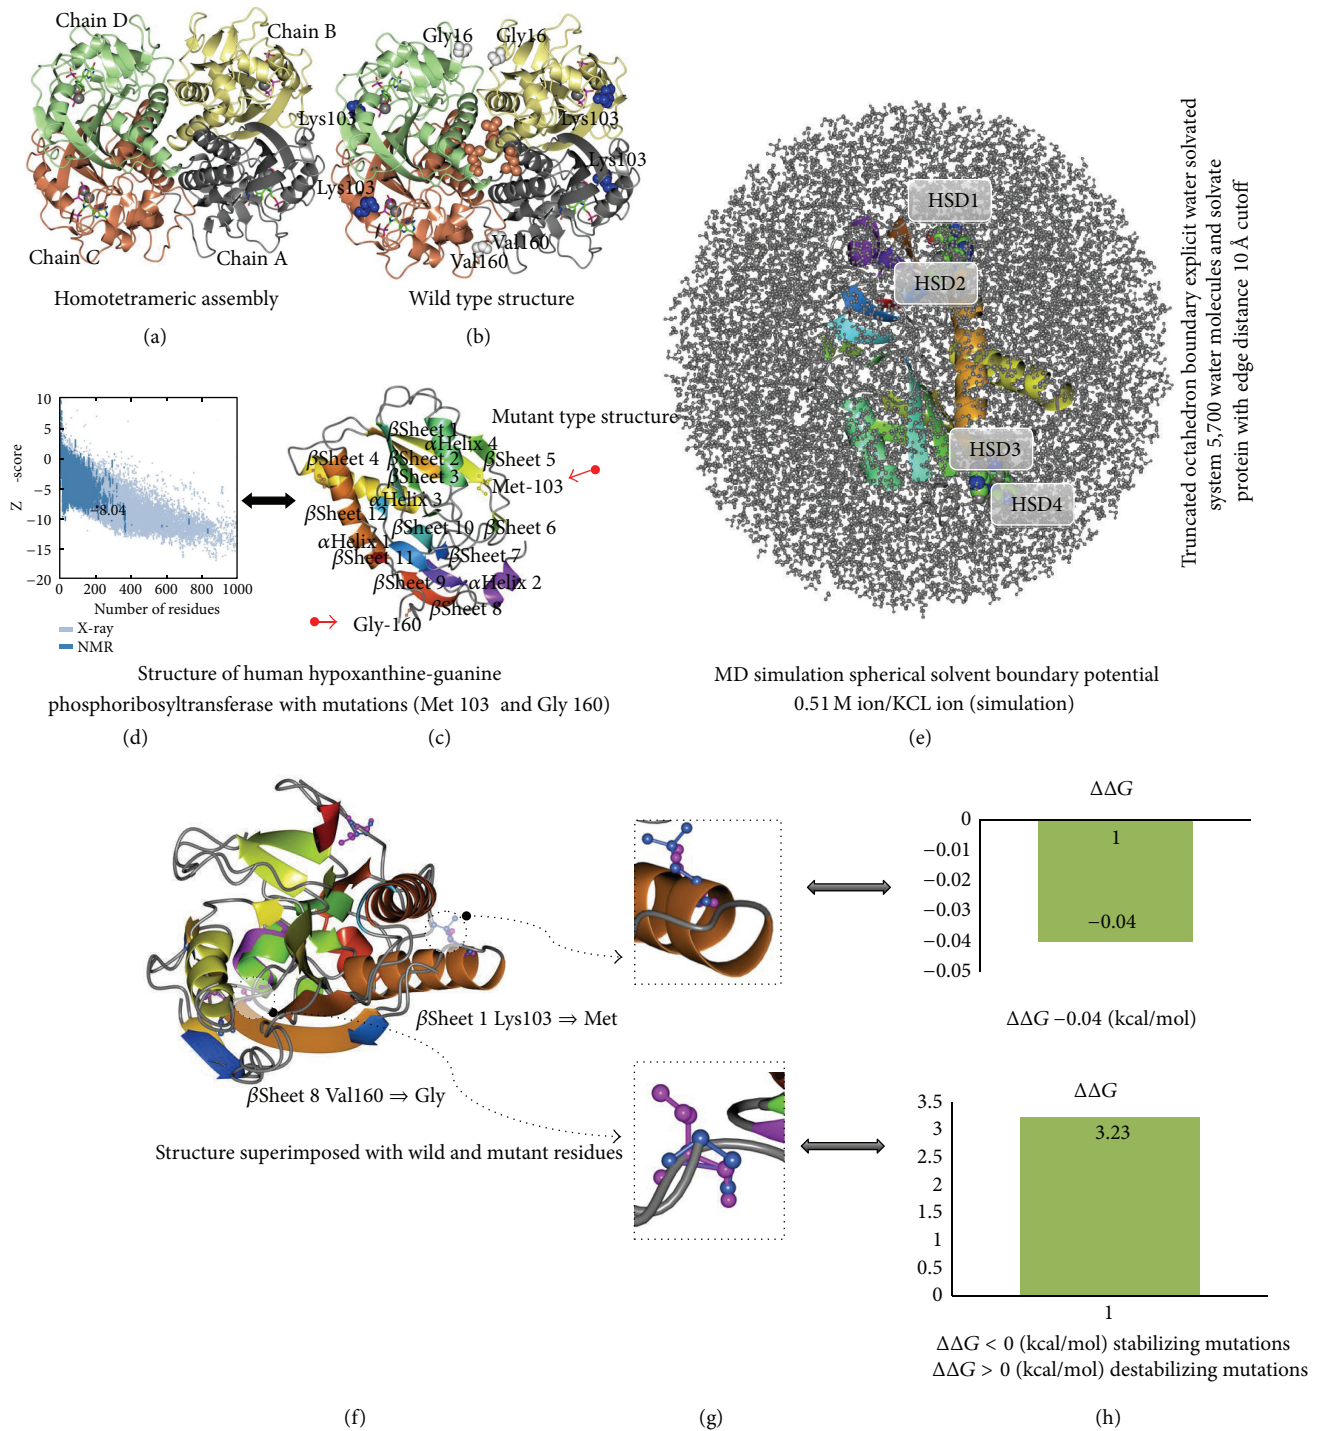 Chain D
Chain B
Chain C
Chain A
Homotetrameric assembly
(a)
Gly16
Gly16
Lys103
Lys103
Lys103
Lys103
Val160
Val160
Wild type structure
(b)
10
5
0
−5
−10
−15
−20
Z-score
−8.04
0
200
400
600
800
1000
Number of residues
X-ray
NMR
Mutant type structure
βSheet 1
αHelix 4
βSheet 4
βSheet 2
βSheet 5
βSheet 3
Met-103
αHelix 3
βSheet 12
βSheet 10
βSheet 6
αHelix 1
βSheet 11
βSheet 7
βSheet 9
αHelix 2
βSheet 8
Gly-160
Structure of human hypoxanthine-guanine
phosphoribosyltransferase with mutations (Met 103 and Gly 160)
(d)
(c)
HSD1
HSD2
HSD3
HSD4
Truncated octahedron boundary explicit water solvated
system 5,700 water molecules and solvate
protein with edge distance 10 Å cutoff
MD simulation spherical solvent boundary potential
0.51 M ion/KCL ion (simulation)
(e)
βSheet 1 Lys103 ⇒ Met
βSheet 8 Val160 ⇒ Gly
Structure superimposed with wild and mutant residues
(f)
(g)
ΔΔG
0
−0.01
−0.02
−0.03
−0.04
−0.05
1
−0.04
ΔΔG −0.04 (kcal/mol)
ΔΔG
3.5
3
2.5
2
1.5
1
0.5
0
3.23
1
ΔΔG < 0 (kcal/mol) stabilizing mutations
ΔΔG > 0 (kcal/mol) destabilizing mutations
(h)